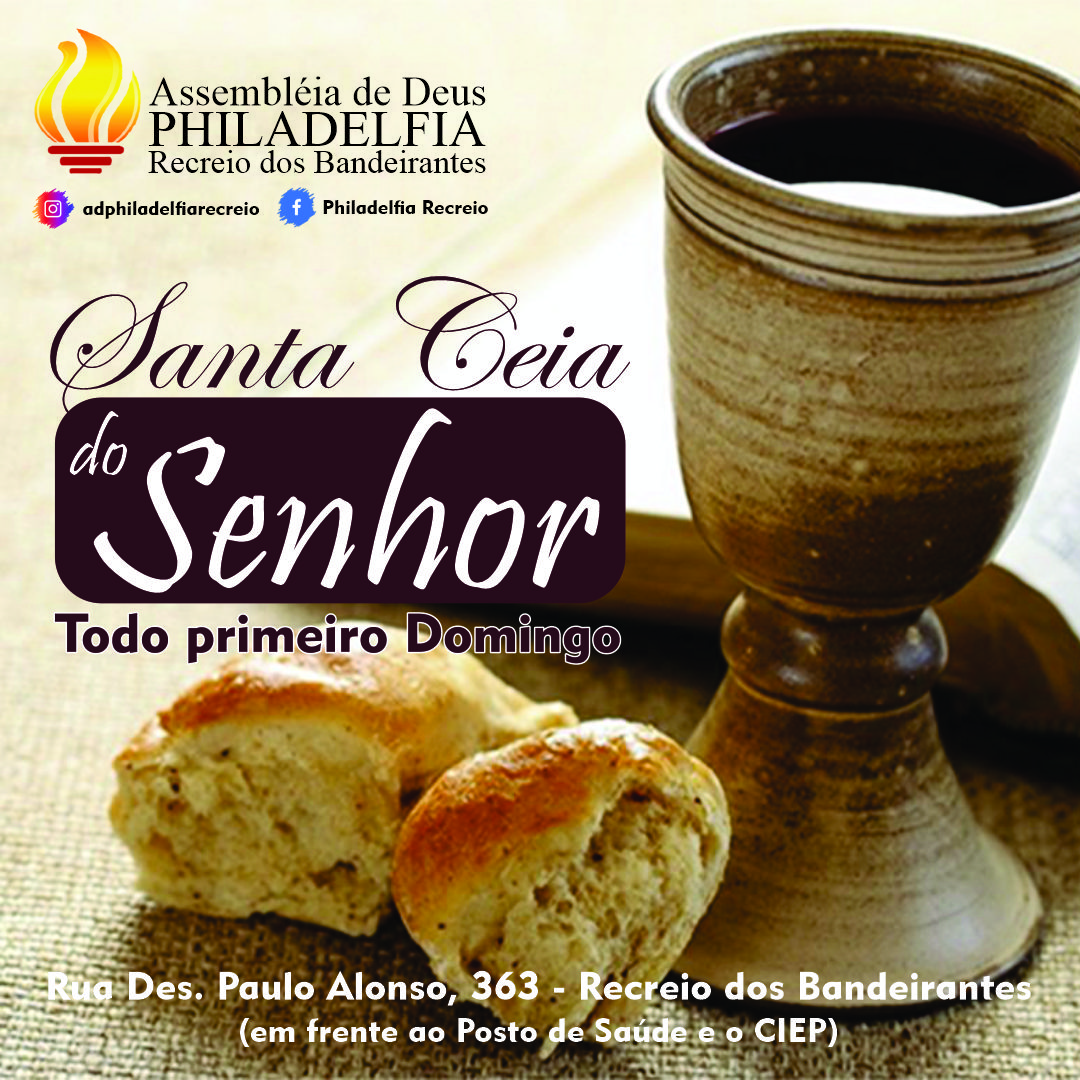 Assembléia de Deus
PHILADELFIA
Recreio dos Bandeirantes
adphiladelfiarecreio
Philadelfia Recreio
Santa Ceia
do
Senhor
Todo primeiro Domingo
Rua Des. Paulo Alonso, 363 - Recreio dos Bandeirantes
(em frente ao Posto de Saúde e o CIEP)